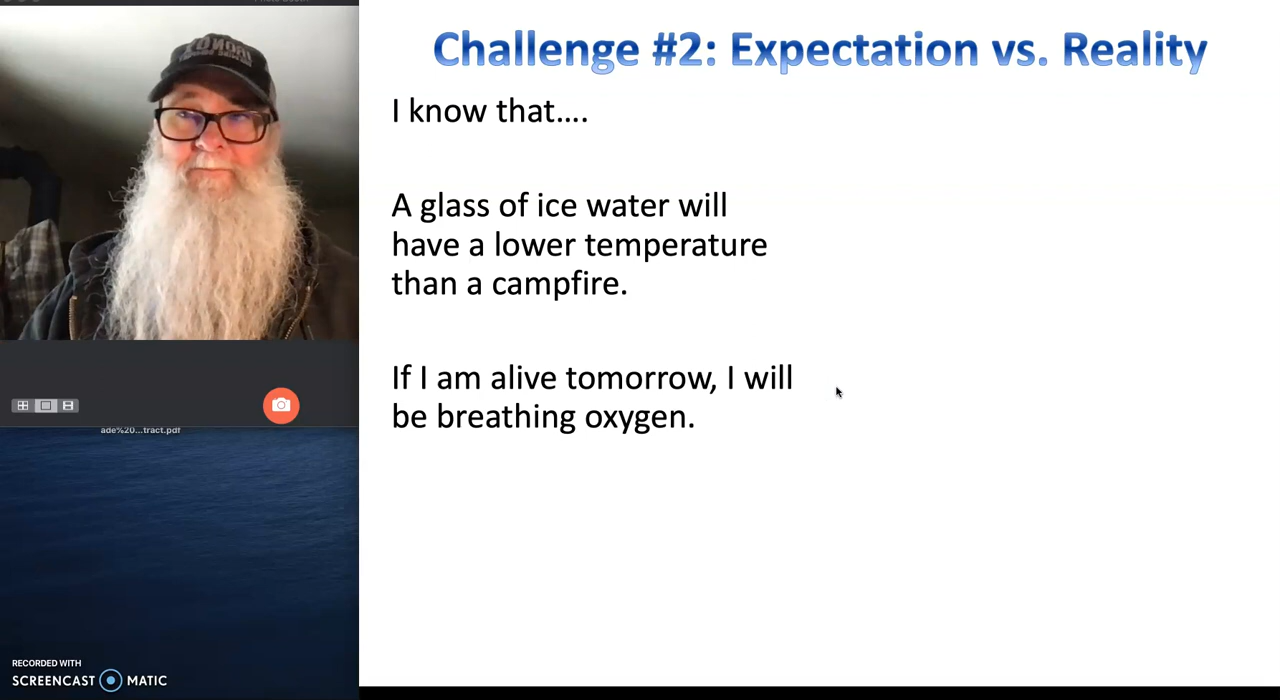 Challenge #2: Expectation vs. Reality
I know that....
A glass of ice water will
have a lower temperature
than a campfire.
If I am alive tomorrow, I will
be breathing oxygen.
ade%20...tract.pdf
RECORDED WITH
SCREENCAST MATIC